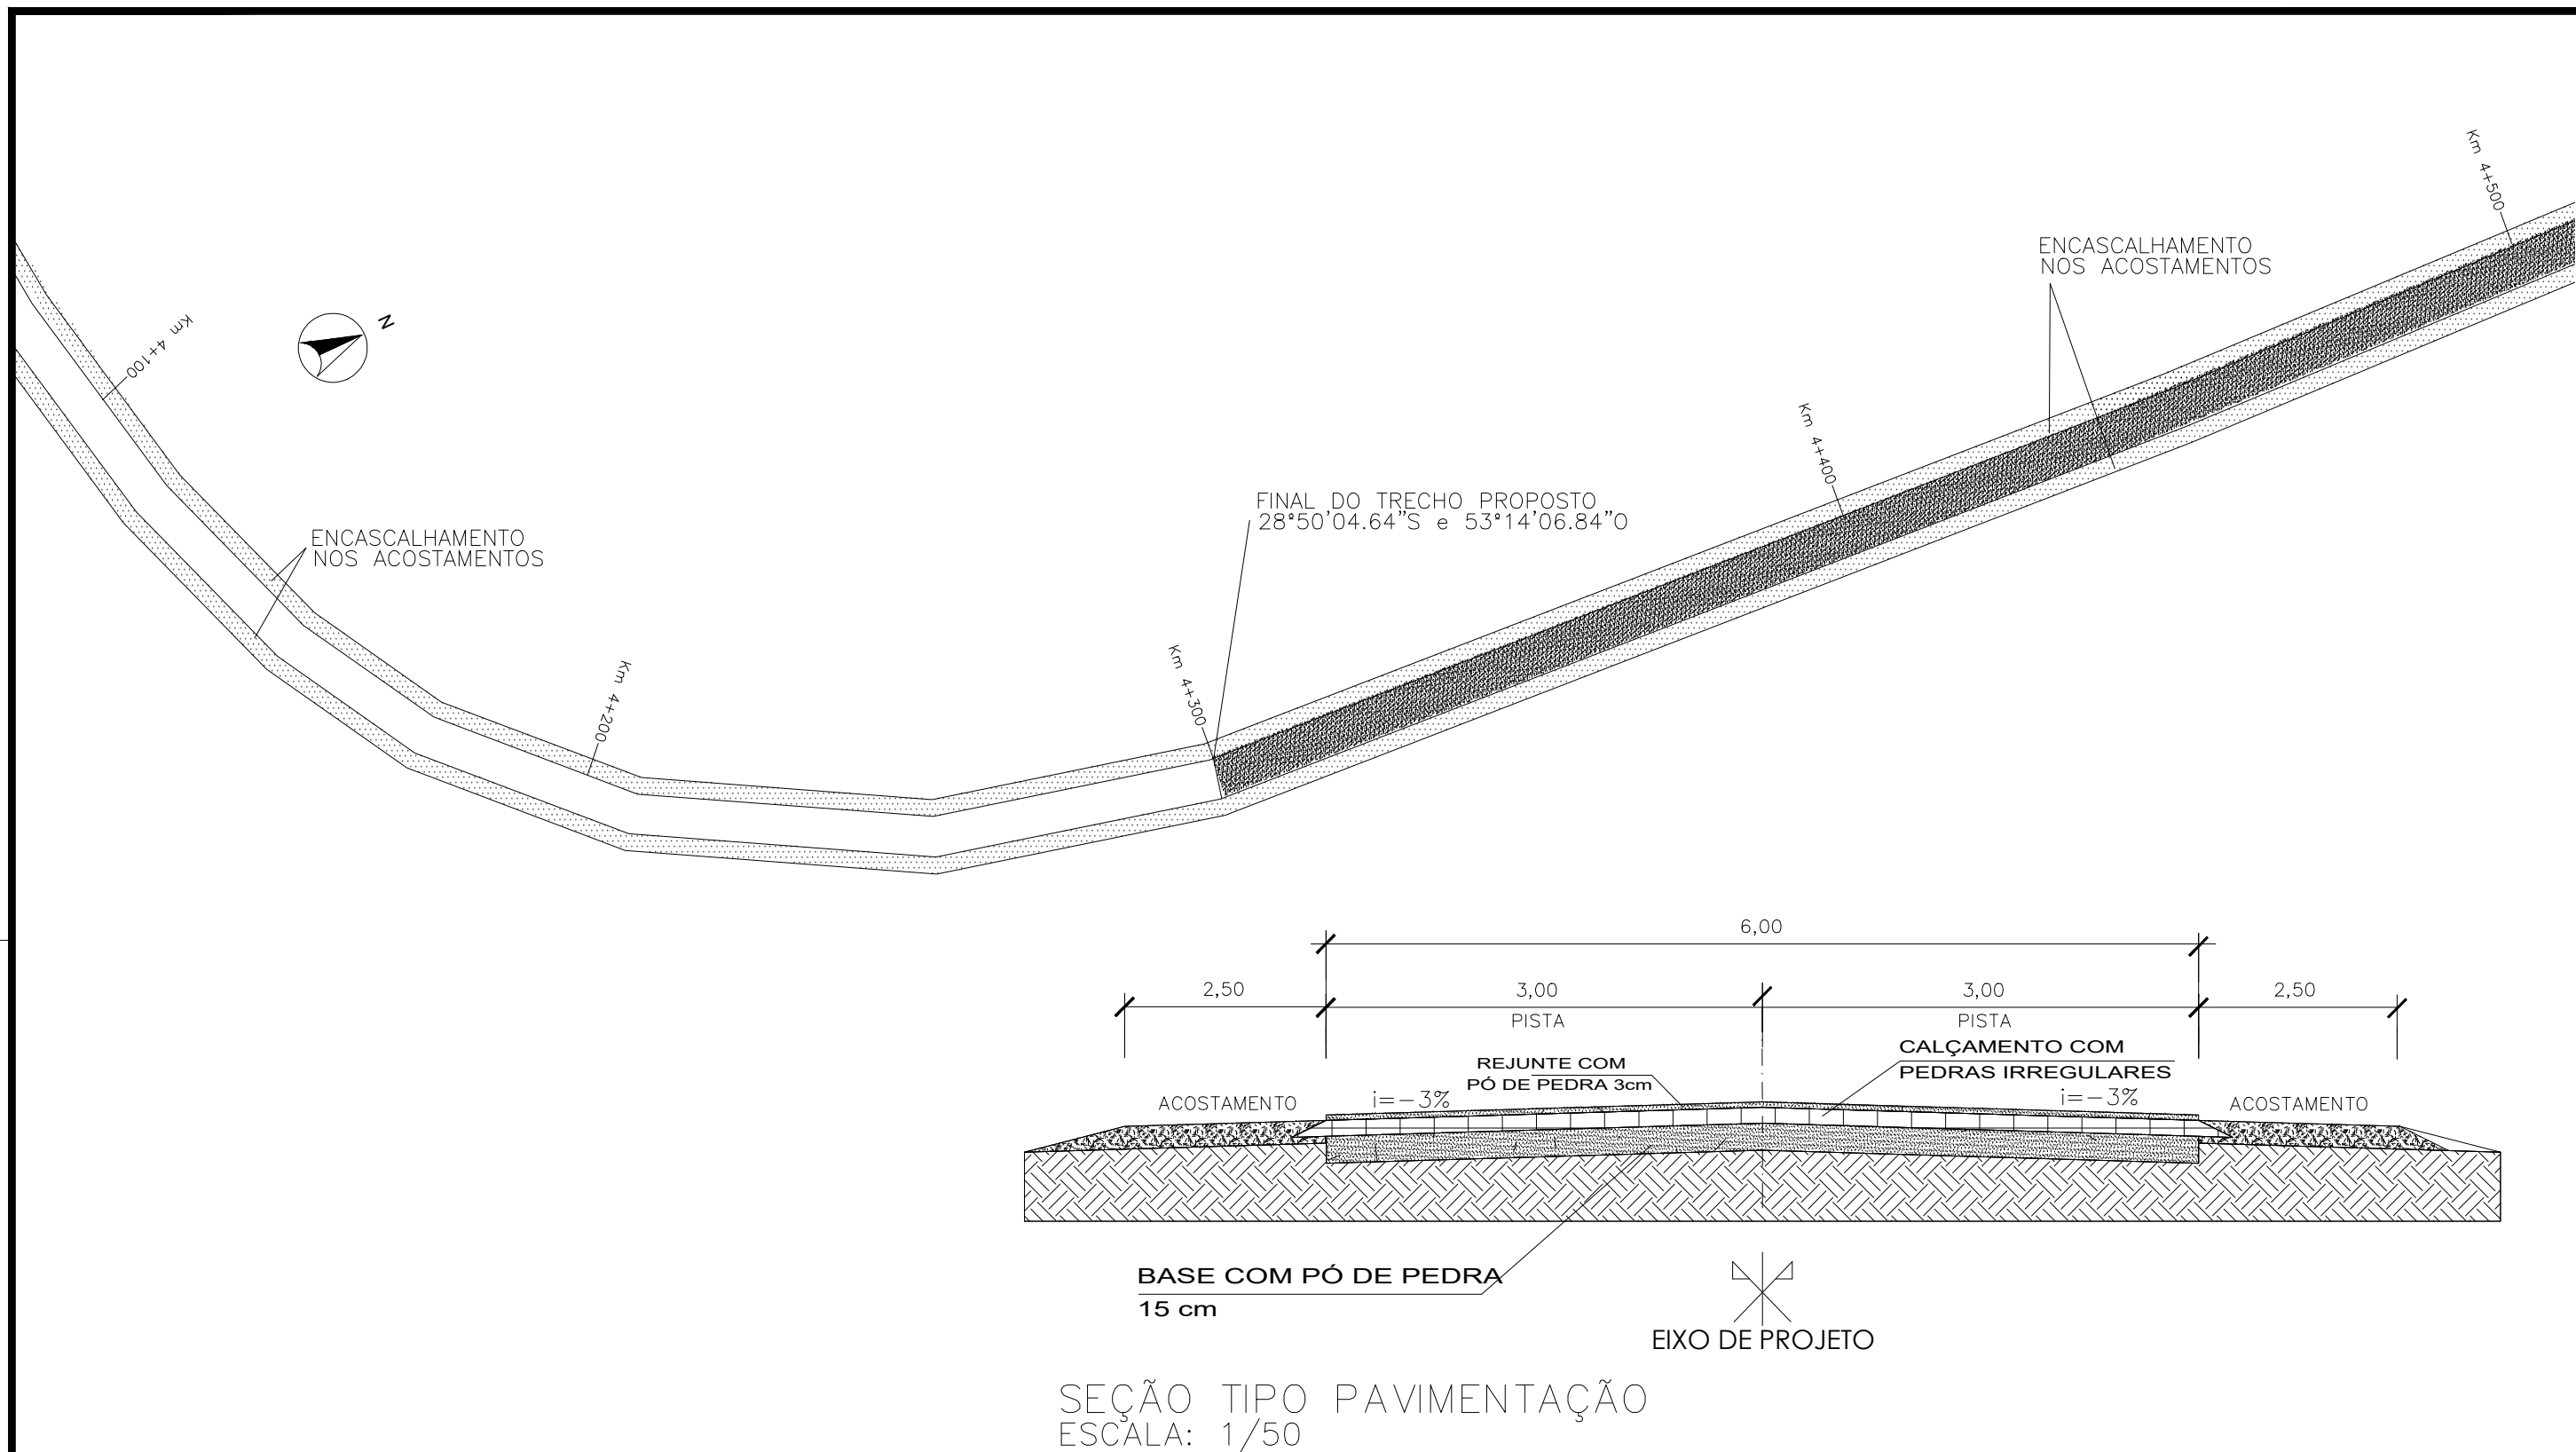 Km 4+500
ENCASCALHAMENTO
NOS ACOSTAMENTOS
N
Km 4+100
Km 4+400
FINAL DO TRECHO PROPOSTO
28°50'04.64"S e 53°14'06.84"O
ENCASCALHAMENTO
NOS ACOSTAMENTOS
Km 4+200
Km 4+300
6,00
2,50
3,00
3,00
2,50
PISTA
PISTA
REJUNTE COM
PÓ DE PEDRA 3cm
CALÇAMENTO COM
PEDRAS IRREGULARES
ACOSTAMENTO
i=-3%
i=-3%
ACOSTAMENTO
BASE COM PÓ DE PEDRA
15 cm
EIXO DE PROJETO
SEÇÃO TIPO PAVIMENTAÇÃO
ESCALA: 1/50